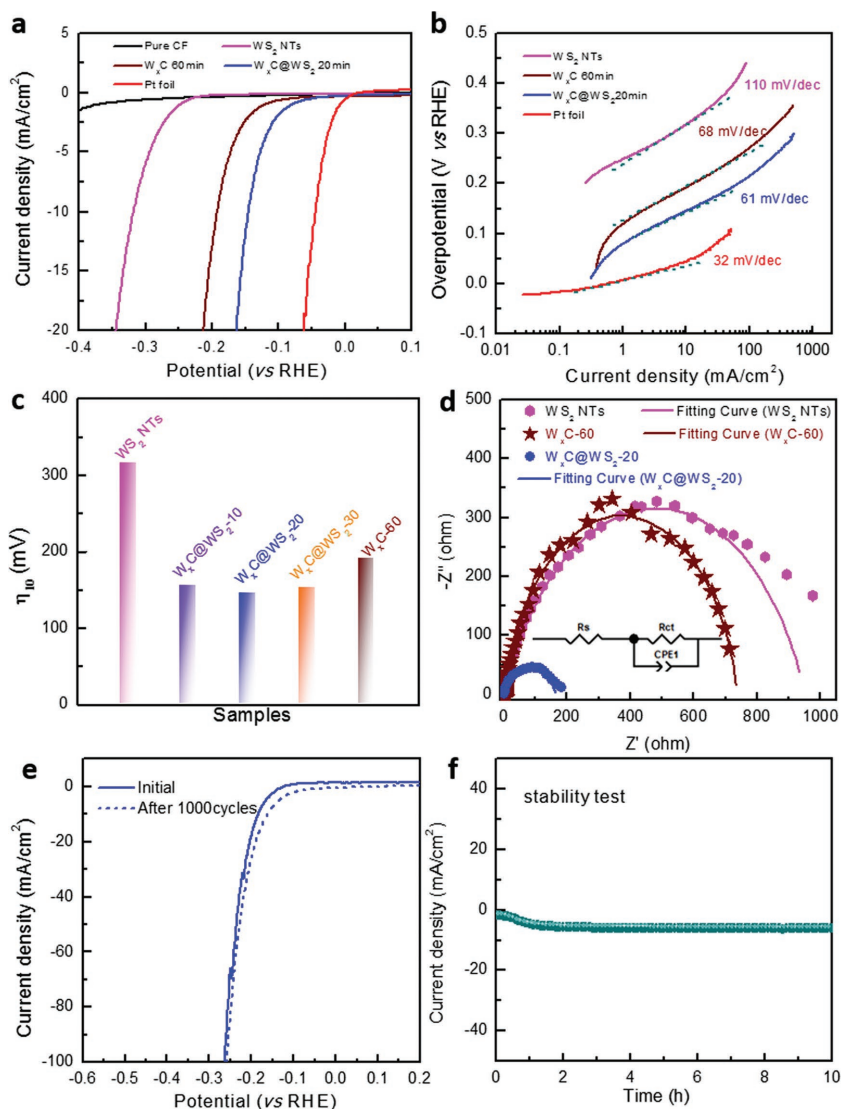 a
Pure CF
WS₂ NTs
WₓC 60min
WₓC@WS₂ 20min
Pt foil
5
0
-5
-10
-15
-20
-0.4
-0.3
-0.2
-0.1
0.0
0.1
Current density (mA/cm²)
Potential (vs RHE)
b
WS₂ NTs
WₓC 60min
WₓC@WS₂20min
Pt foil
110 mV/dec
68 mV/dec
61 mV/dec
32 mV/dec
0.5
0.4
0.3
0.2
0.1
0.0
-0.1
0.01
0.1
1
10
100
1000
Overpotential (V vs RHE)
Current density (mA/cm²)
c
400
300
200
100
0
WS₂ NTs
WₓC@WS₂-10
WₓC@WS₂-20
WₓC@WS₂-30
WₓC-60
η₁₀ (mV)
Samples
d
WS₂ NTs
Fitting Curve (WS₂ NTs)
WₓC-60
Fitting Curve (WₓC-60)
WₓC@WS₂-20
Fitting Curve (WₓC@WS₂-20)
Rs
Rct
CPE1
500
400
300
200
100
0
0
200
400
600
800
1000
-Z" (ohm)
Z' (ohm)
e
Initial
After 1000cycles
0
-20
-40
-60
-80
-100
-0.6
-0.5
-0.4
-0.3
-0.2
-0.1
0.0
0.1
0.2
Current density (mA/cm²)
Potential (vs RHE)
f
stability test
40
20
0
-20
-40
0
2
4
6
8
10
Current density (mA/cm²)
Time (h)